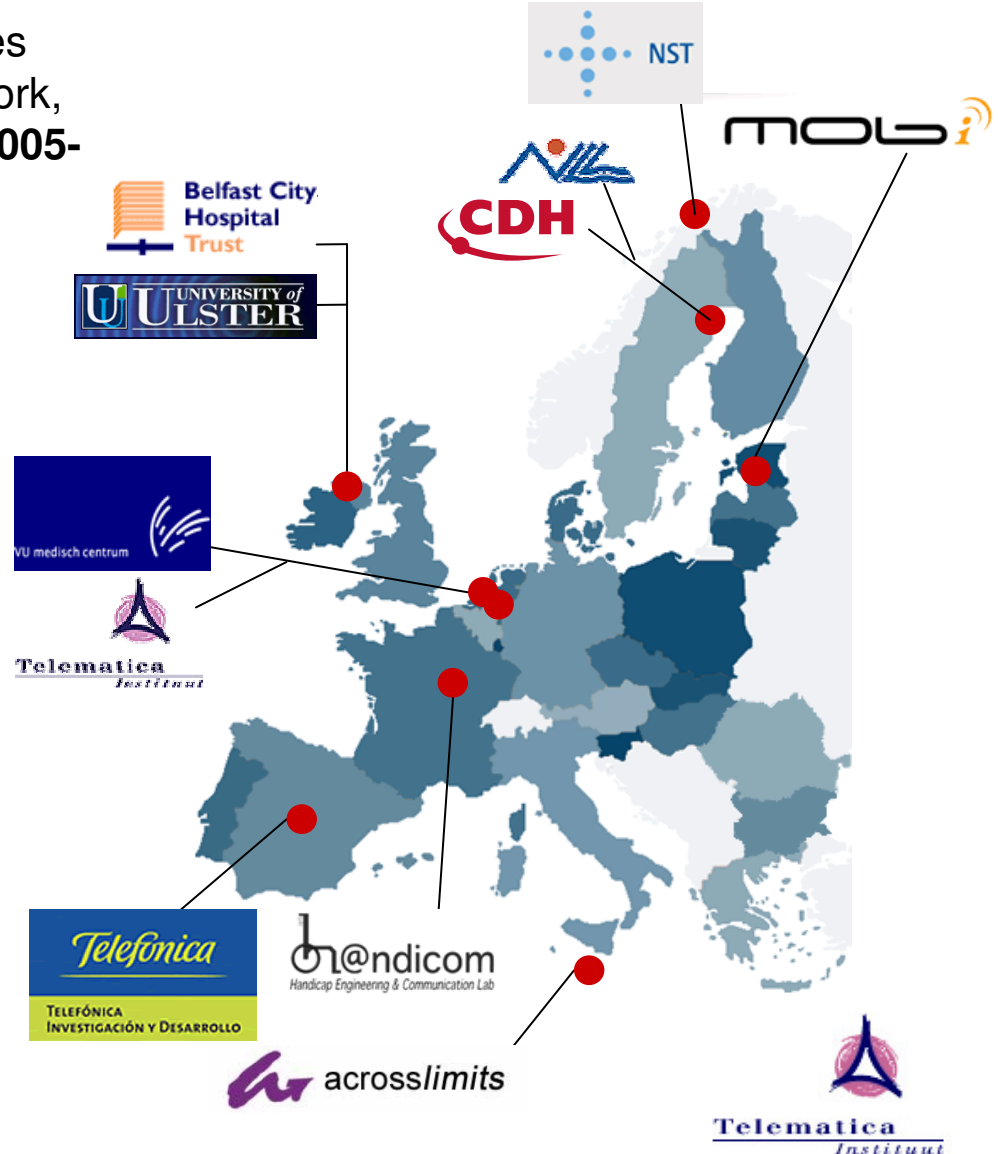 es
ork,
005-
NST
mobi
CDH
Belfast City
Hospital
Trust
UNIVERSITY of
ULSTER
VU medisch centrum
Telematica
Instituut
Telefónica
TELEFÓNICA
INVESTIGACIÓN Y DESARROLLO
h@ndicom
Handicap Engineering & Communication Lab
acrosslimits
Telematica
Instituut